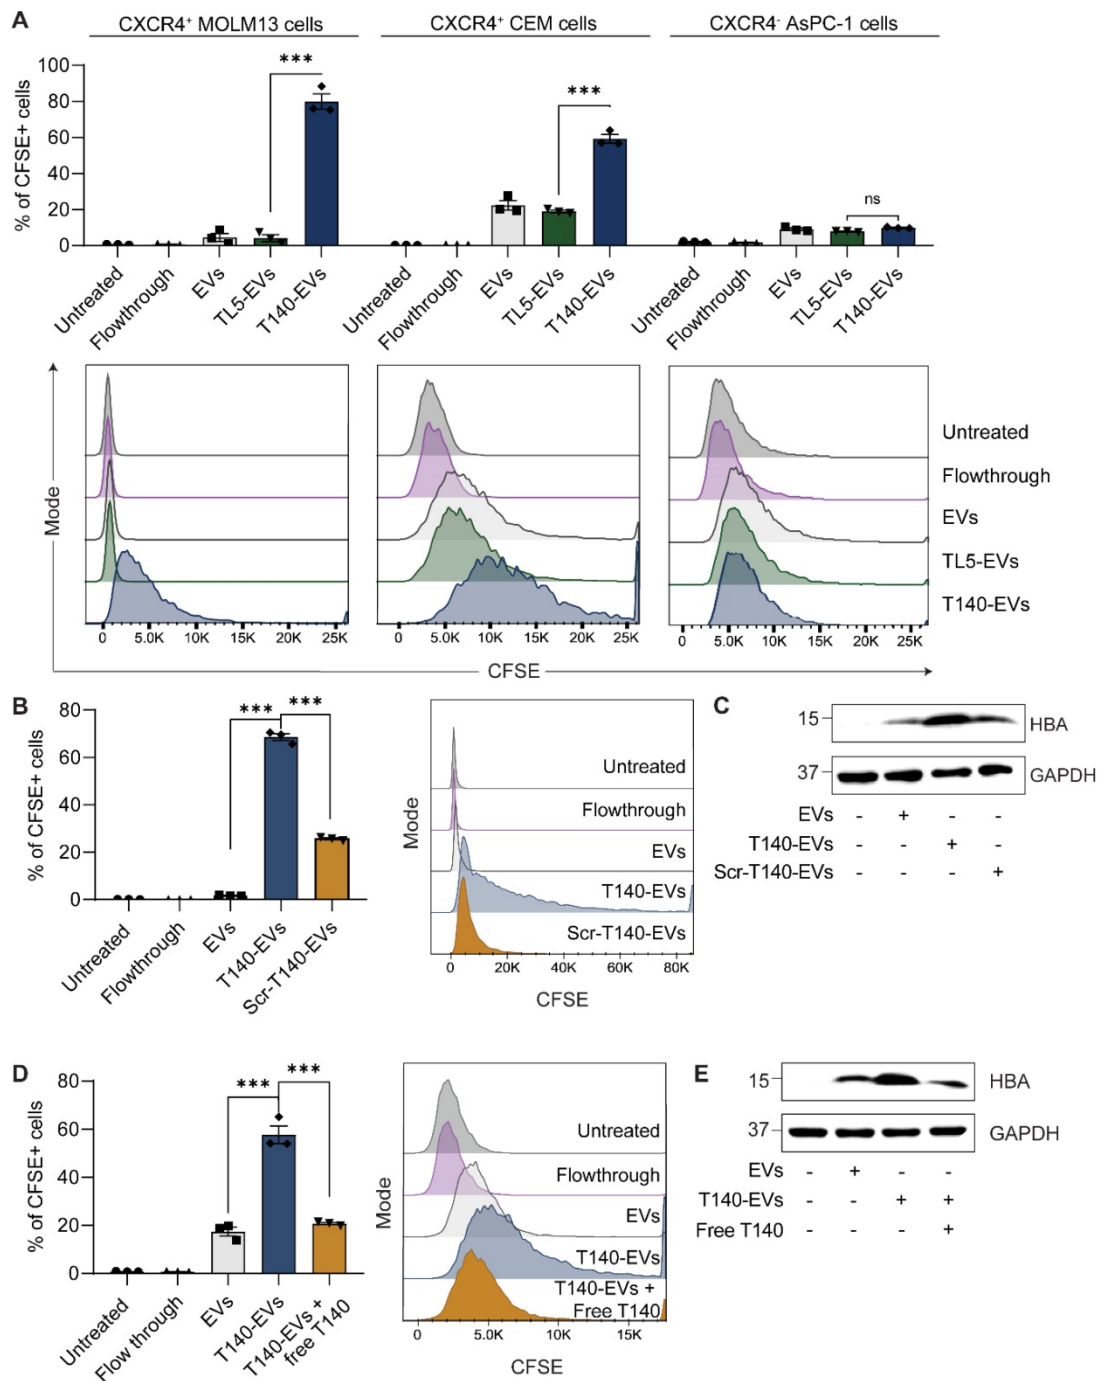 A
CXCR4⁺ MOLM13 cells
CXCR4⁺ CEM cells
CXCR4⁻ AsPC-1 cells
% of CFSE+ cells
100
80
60
40
20
0
***
***
ns
Untreated
Flowthrough
EVs
TL5-EVs
T140-EVs
Untreated
Flowthrough
EVs
TL5-EVs
T140-EVs
Untreated
Flowthrough
EVs
TL5-EVs
T140-EVs
Mode
Untreated
Flowthrough
EVs
TL5-EVs
T140-EVs
0 5.0K 10K 15K 20K 25K
0 5.0K 10K 15K 20K 25K
0 5.0K 10K 15K 20K 25K
CFSE
B
% of CFSE+ cells
80
60
40
20
0
*** ***
Untreated
Flowthrough
EVs
T140-EVs
Scr-T140-EVs
Mode
Untreated
Flowthrough
EVs
T140-EVs
Scr-T140-EVs
0 20K 40K 60K 80K
CFSE
C
15 HBA
37 GAPDH
EVs - + - -
T140-EVs - - + -
Scr-T140-EVs - - - +
D
% of CFSE+ cells
80
60
40
20
0
*** ***
Untreated
Flow through
EVs
T140-EVs
T140-EVs +
free T140
Mode
Untreated
Flowthrough
EVs
T140-EVs
T140-EVs +
Free T140
0 5.0K 10K 15K
CFSE
E
15 HBA
37 GAPDH
EVs - + - -
T140-EVs - - + +
Free T140 - - - +